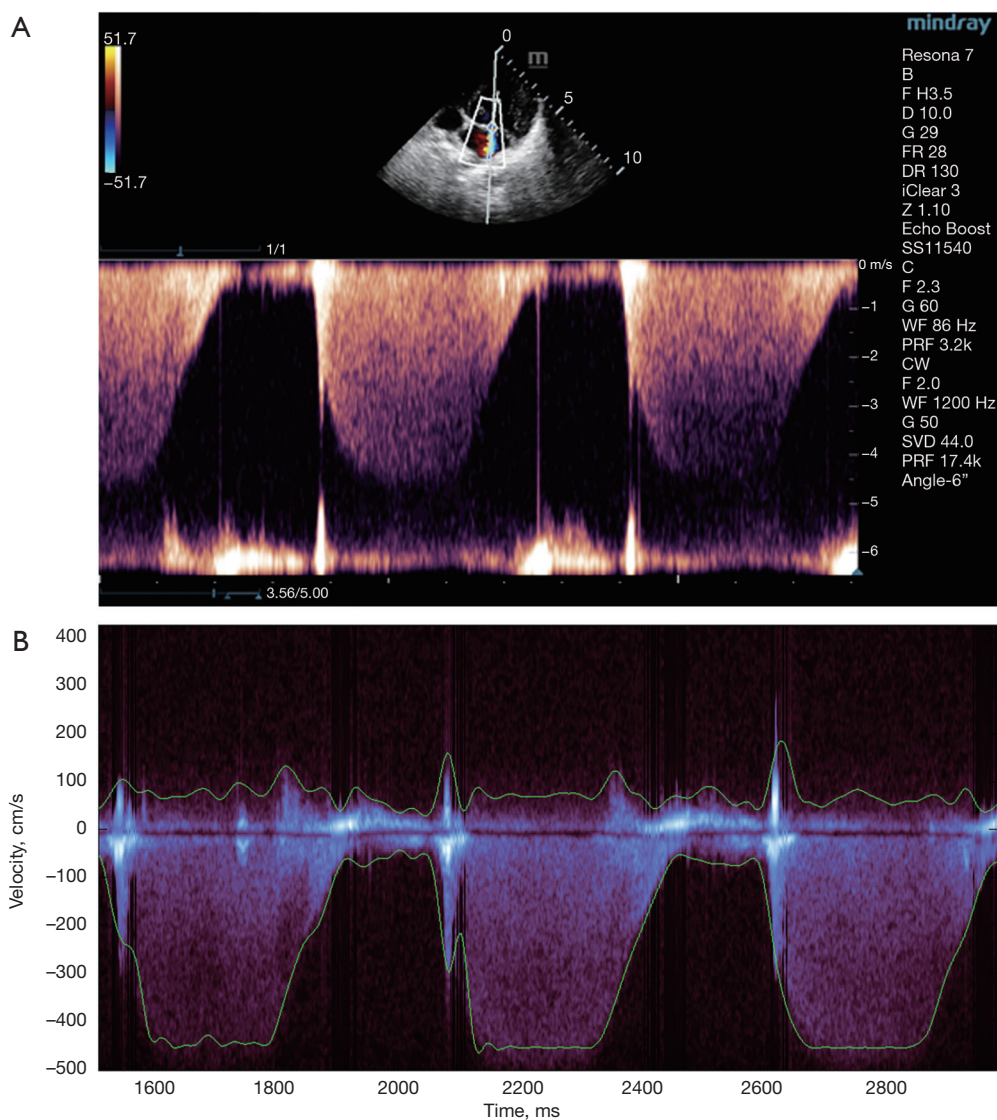 A
mindray
51.7
-51.7
0
m
5
10
Resona 7
B
F H3.5
D 10.0
G 29
FR 28
DR 130
iClear 3
Z 1.10
Echo Boost
SS11540
C
F 2.3
G 60
WF 86 Hz
PRF 3.2k
CW
F 2.0
WF 1200 Hz
G 50
SVD 44.0
PRF 17.4k
Angle-6”
1/1
0 m/s
–1
–2
–3
–4
–5
–6
3.56/5.00
B
Velocity, cm/s
400
300
200
100
0
–100
–200
–300
–400
–500
1600
1800
2000
2200
2400
2600
2800
Time, ms